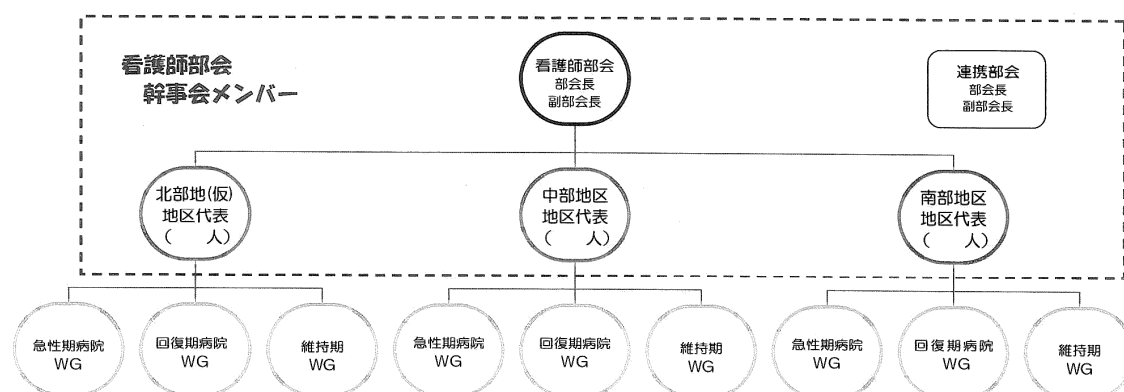 看護師部会
幹事会メンバー
看護師部会
部会長
副部会長
連携部会
部会長
副部会長
北部地(仮)
地区代表
(　　人)
中部地区
地区代表
(　　人)
南部地区
地区代表
(　　人)
急性期病院
WG
回復期病院
WG
維持期
WG
急性期病院
WG
回復期病院
WG
維持期
WG
急性期病院
WG
回復期病院
WG
維持期
WG